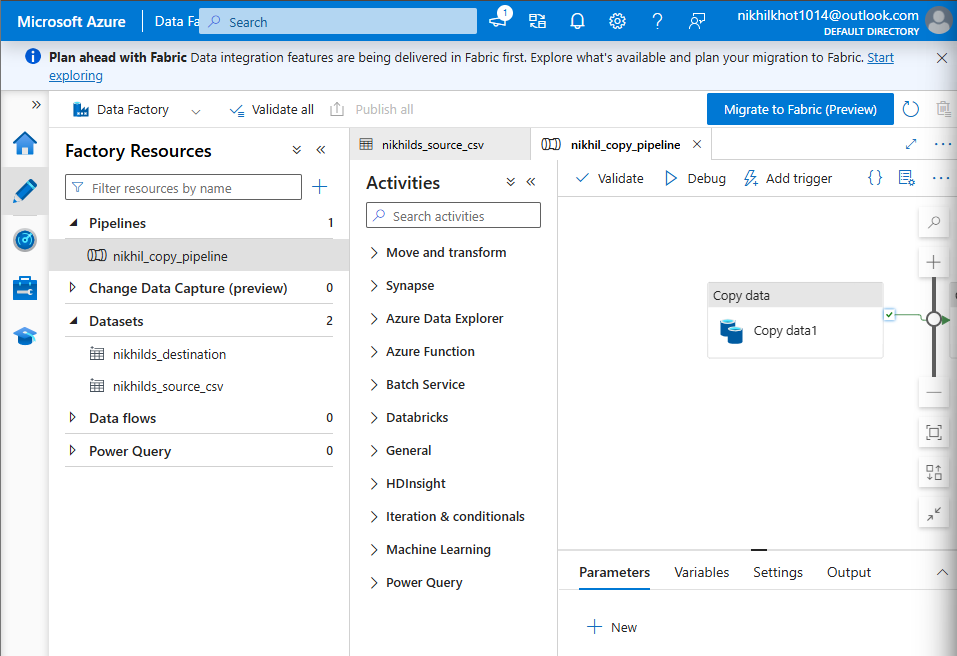 Microsoft Azure
Data Fa
Search
1
nikhilkhot1014@outlook.com
DEFAULT DIRECTORY
Plan ahead with Fabric Data integration features are being delivered in Fabric first. Explore what's available and plan your migration to Fabric. Start
exploring
Data Factory
Validate all
Publish all
Migrate to Fabric (Preview)
Factory Resources
Filter resources by name
Pipelines 1
nikhil_copy_pipeline
Change Data Capture (preview) 0
Datasets 2
nikhilds_destination
nikhilds_source_csv
Data flows 0
Power Query 0
nikhilds_source_csv
nikhil_copy_pipeline
Activities
Search activities
Move and transform
Synapse
Azure Data Explorer
Azure Function
Batch Service
Databricks
General
HDInsight
Iteration & conditionals
Machine Learning
Power Query
Validate
Debug
Add trigger
{}
Copy data
Copy data1
Parameters
Variables
Settings
Output
New